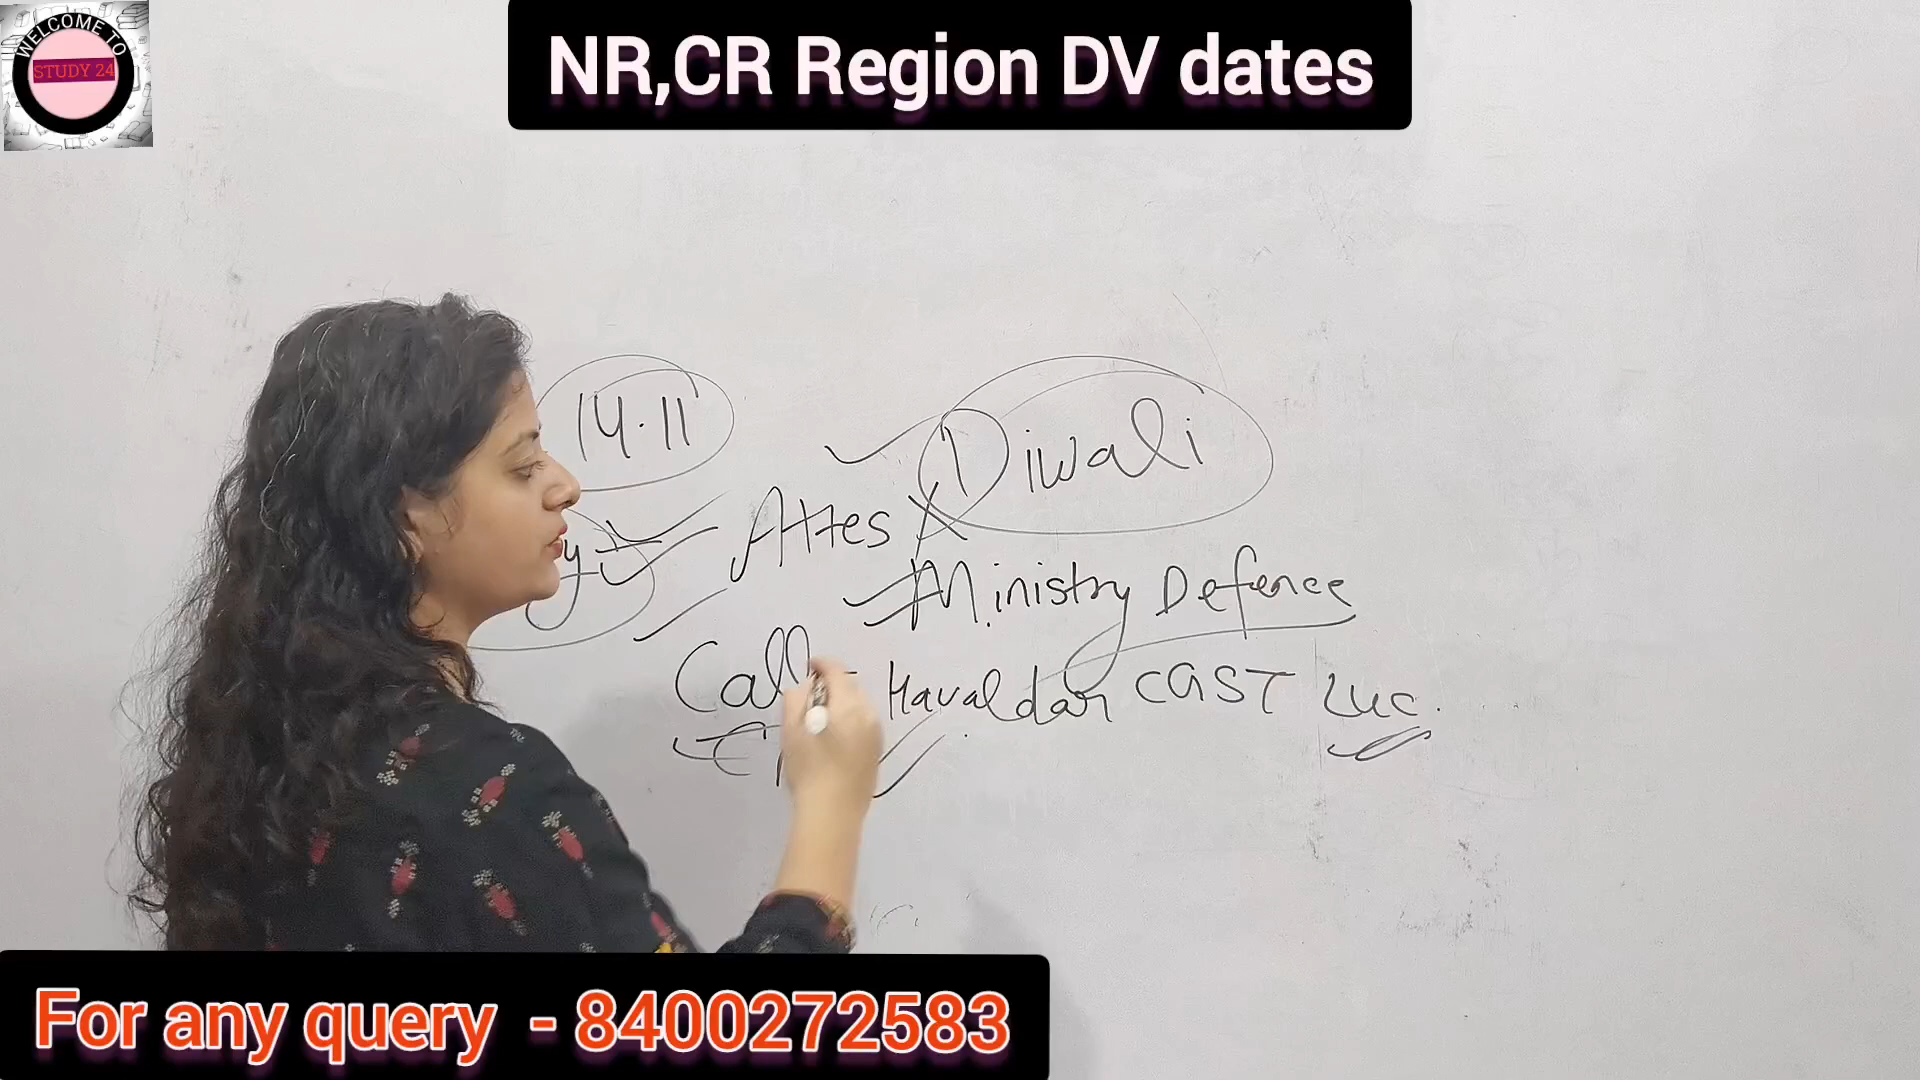 WELCOME TO
STUDY 24
NR,CR Region DV dates
14.11
Diwali
Attes X
Ministry Defence
Call - Havaldar CGST Luc.
For any query - 8400272583